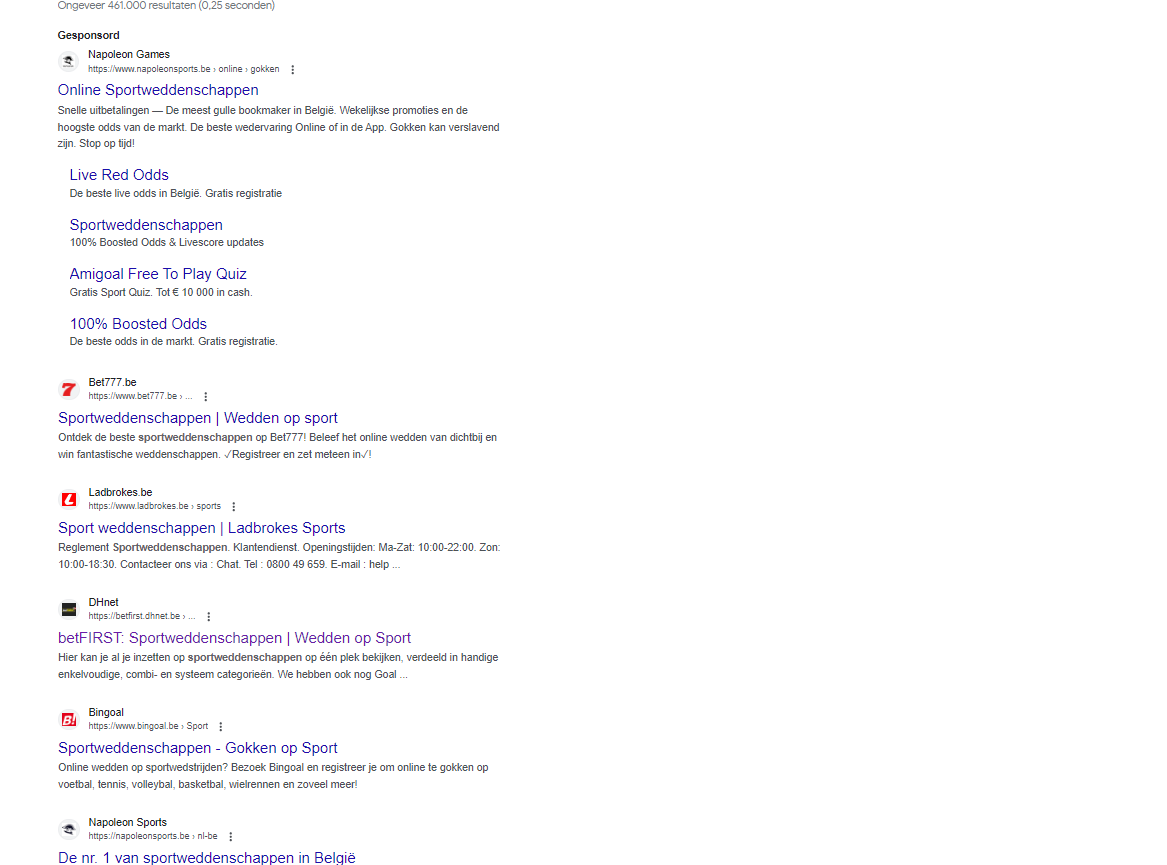 Ongeveer 461.000 resultaten (0,25 seconden)
Gesponsord
Napoleon Games
https://www.napoleonsports.be › online › gokken
Online Sportweddenschappen
Snelle uitbetalingen — De meest gulle bookmaker in België. Wekelijkse promoties en de
hoogste odds van de markt. De beste wedervaring Online of in de App. Gokken kan verslavend
zijn. Stop op tijd!
Live Red Odds
De beste live odds in België. Gratis registratie
Sportweddenschappen
100% Boosted Odds & Livescore updates
Amigoal Free To Play Quiz
Gratis Sport Quiz. Tot € 10 000 in cash.
100% Boosted Odds
De beste odds in de markt. Gratis registratie.
Bet777.be
https://www.bet777.be › ...
Sportweddenschappen | Wedden op sport
Ontdek de beste sportweddenschappen op Bet777! Beleef het online wedden van dichtbij en
win fantastische weddenschappen. ✓Registreer en zet meteen in✓!
Ladbrokes.be
https://www.ladbrokes.be › sports
Sport weddenschappen | Ladbrokes Sports
Reglement Sportweddenschappen. Klantendienst. Openingstijden: Ma-Zat: 10:00-22:00. Zon:
10:00-18:30. Contacteer ons via : Chat. Tel : 0800 49 659. E-mail : help ...
DHnet
https://betfirst.dhnet.be › ...
betFIRST: Sportweddenschappen | Wedden op Sport
Hier kan je al je inzetten op sportweddenschappen op één plek bekijken, verdeeld in handige
enkelvoudige, combi- en systeem categorieën. We hebben ook nog Goal ...
Bingoal
https://www.bingoal.be › Sport
Sportweddenschappen - Gokken op Sport
Online wedden op sportwedstrijden? Bezoek Bingoal en registreer je om online te gokken op
voetbal, tennis, volleybal, basketbal, wielrennen en zoveel meer!
Napoleon Sports
https://napoleonsports.be › nl-be
De nr. 1 van sportweddenschappen in België